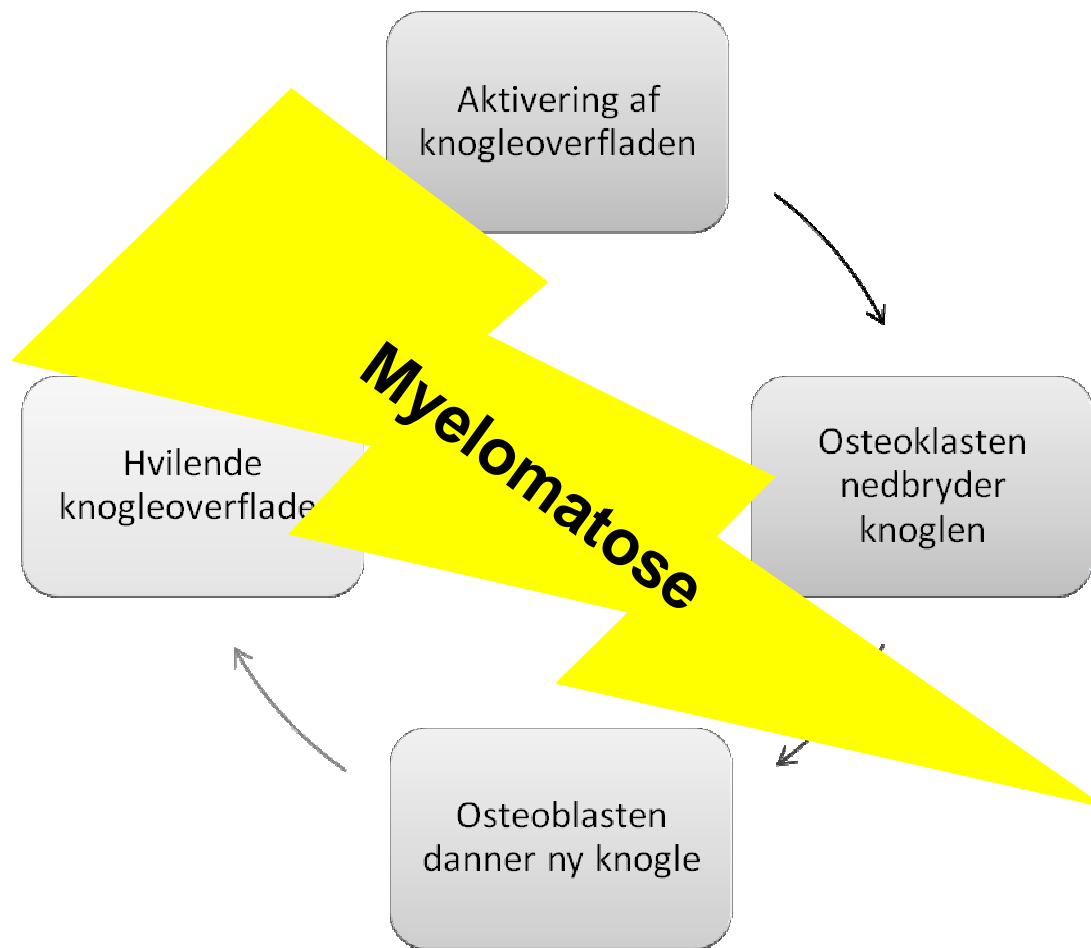 Aktivering af
knogleoverfladen
Osteoklasten
nedbryder
knoglen
Osteoblasten
danner ny knogle
Hvilende
knogleoverflade
Myelomatose